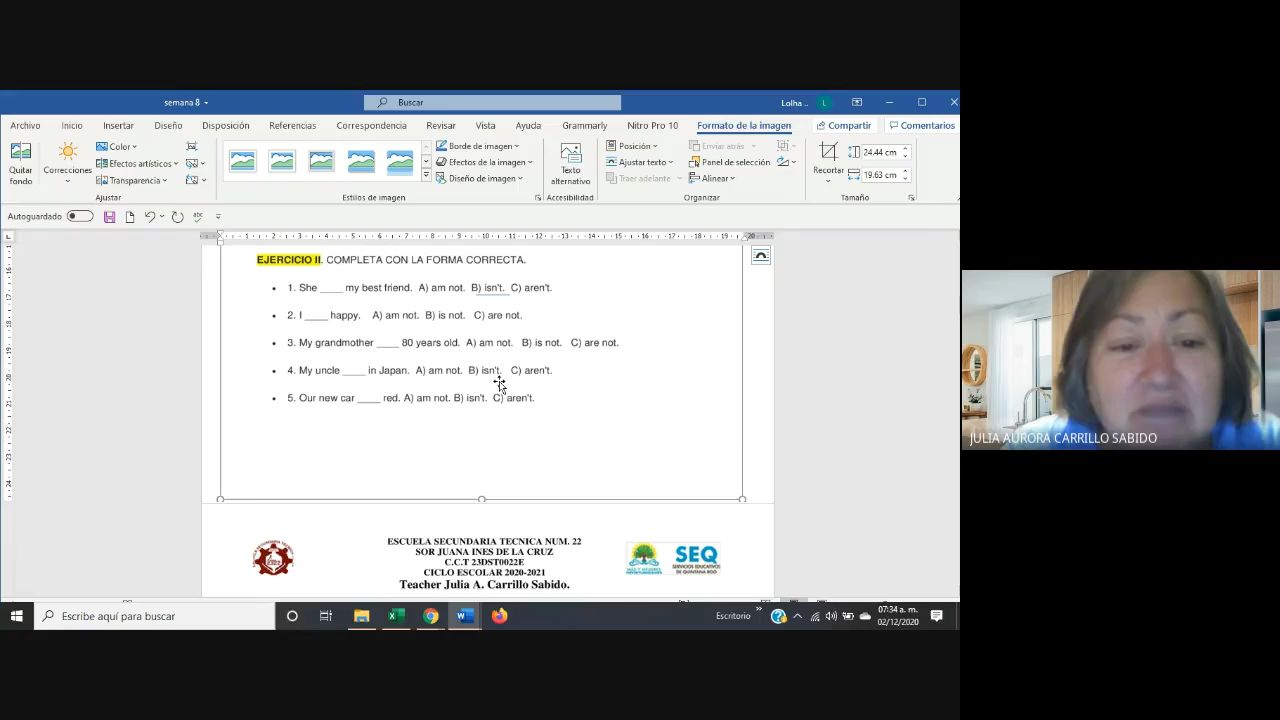 semana 8
Buscar
Lolha ..
L
Archivo Inicio Insertar Diseño Disposición Referencias Correspondencia Revisar Vista Ayuda Grammarly Nitro Pro 10 Formato de la imagen Compartir Comentarios
Quitar fondo
Correcciones
Color
Efectos artísticos
Transparencia
Borde de imagen
Efectos de la imagen
Diseño de imagen
Texto alternativo
Posición
Ajustar texto
Traer adelante
Enviar atrás
Panel de selección
Alinear
Recortar
24.44 cm
19.63 cm
Ajustar Estilos de imagen Accesibilidad Organizar Tamaño
Autoguardado
EJERCICIO II. COMPLETA CON LA FORMA CORRECTA.
• 1. She ____ my best friend. A) am not. B) isn't. C) aren't.
• 2. I ____ happy. A) am not. B) is not. C) are not.
• 3. My grandmother ____ 80 years old. A) am not. B) is not. C) are not.
• 4. My uncle ____ in Japan. A) am not. B) isn't. C) aren't.
• 5. Our new car ____ red. A) am not. B) isn't. C) aren't.
ESCUELA SECUNDARIA TECNICA NUM. 22
SOR JUANA INES DE LA CRUZ
C.C.T 23DST0022E
CICLO ESCOLAR 2020-2021
Teacher Julia A. Carrillo Sabido.
SEQ
SERVICIOS EDUCATIVOS
DE QUINTANA ROO
JULIA AURORA CARRILLO SABIDO
Escribe aquí para buscar
Escritorio
07:34 a. m.
02/12/2020